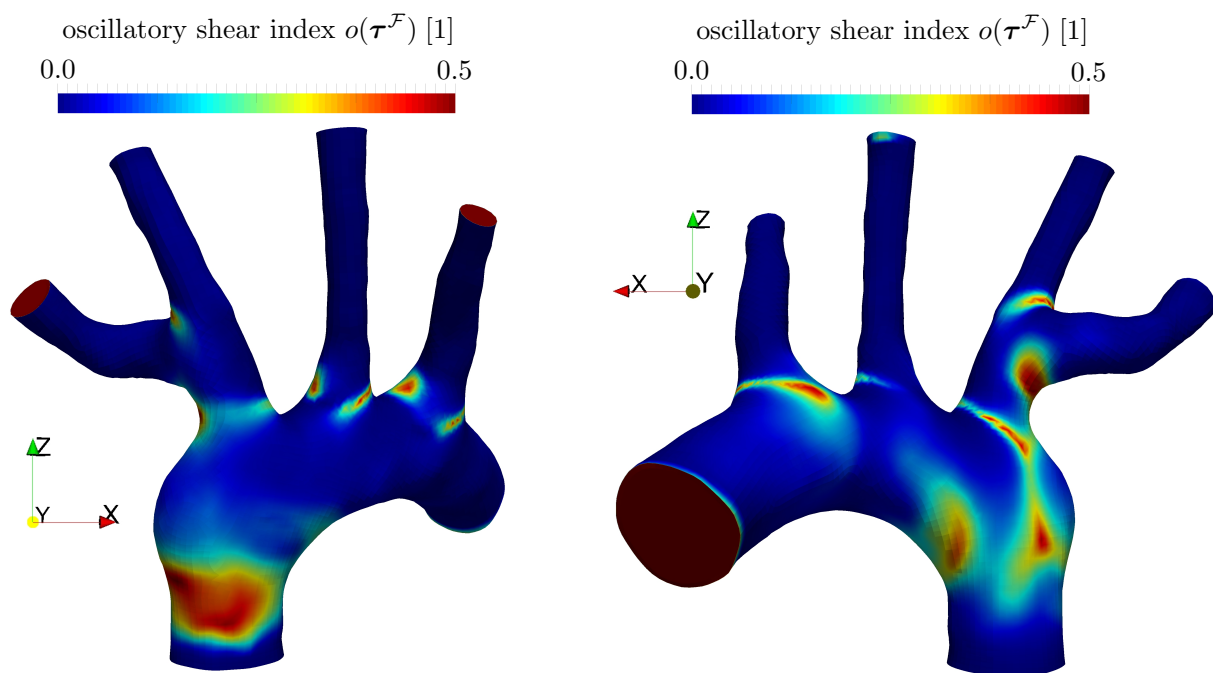 oscillatory shear index o(τ^F) [1]
0.0 0.5
Z
Y X
oscillatory shear index o(τ^F) [1]
0.0 0.5
Z
X Y